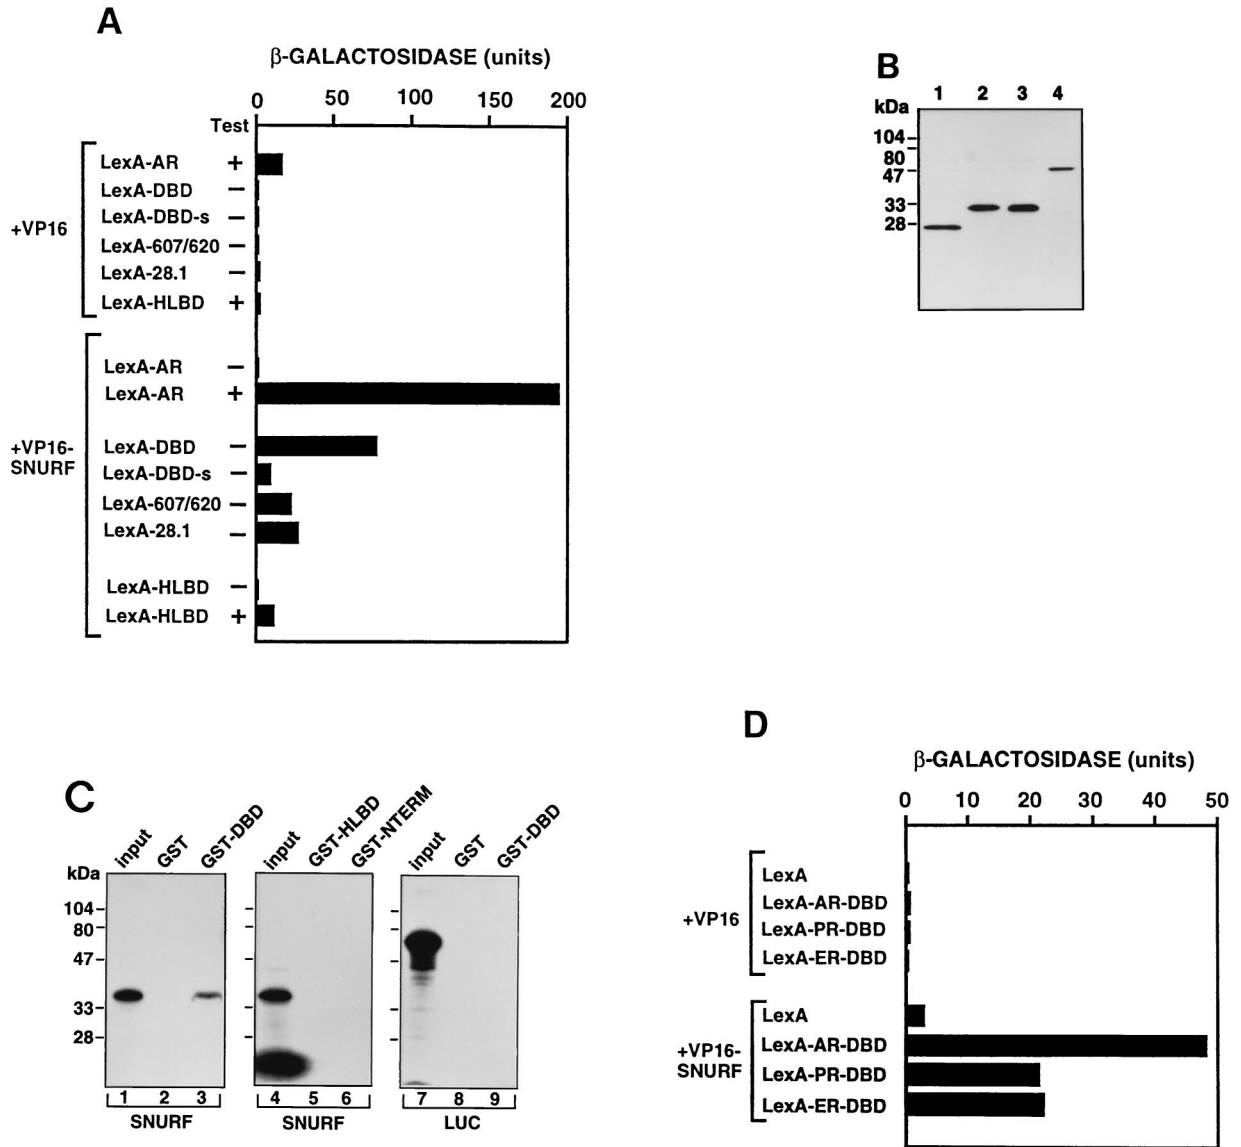 A
β-GALACTOSIDASE (units)
0 50 100 150 200
Test
+VP16
LexA-AR +
LexA-DBD −
LexA-DBD-s −
LexA-607/620 −
LexA-28.1 −
LexA-HLBD +
+VP16-
SNURF
LexA-AR −
LexA-AR +
LexA-DBD −
LexA-DBD-s −
LexA-607/620 −
LexA-28.1 −
LexA-HLBD −
LexA-HLBD +
B
1 2 3 4
kDa
104
80
47
33
28
C
input GST GST-DBD
input GST-HLBD GST-NTERM
input GST GST-DBD
kDa
104
80
47
33
28
1 2 3
SNURF
4 5 6
SNURF
7 8 9
LUC
D
β-GALACTOSIDASE (units)
0 10 20 30 40 50
+VP16
LexA
LexA-AR-DBD
LexA-PR-DBD
LexA-ER-DBD
+VP16-
SNURF
LexA
LexA-AR-DBD
LexA-PR-DBD
LexA-ER-DBD